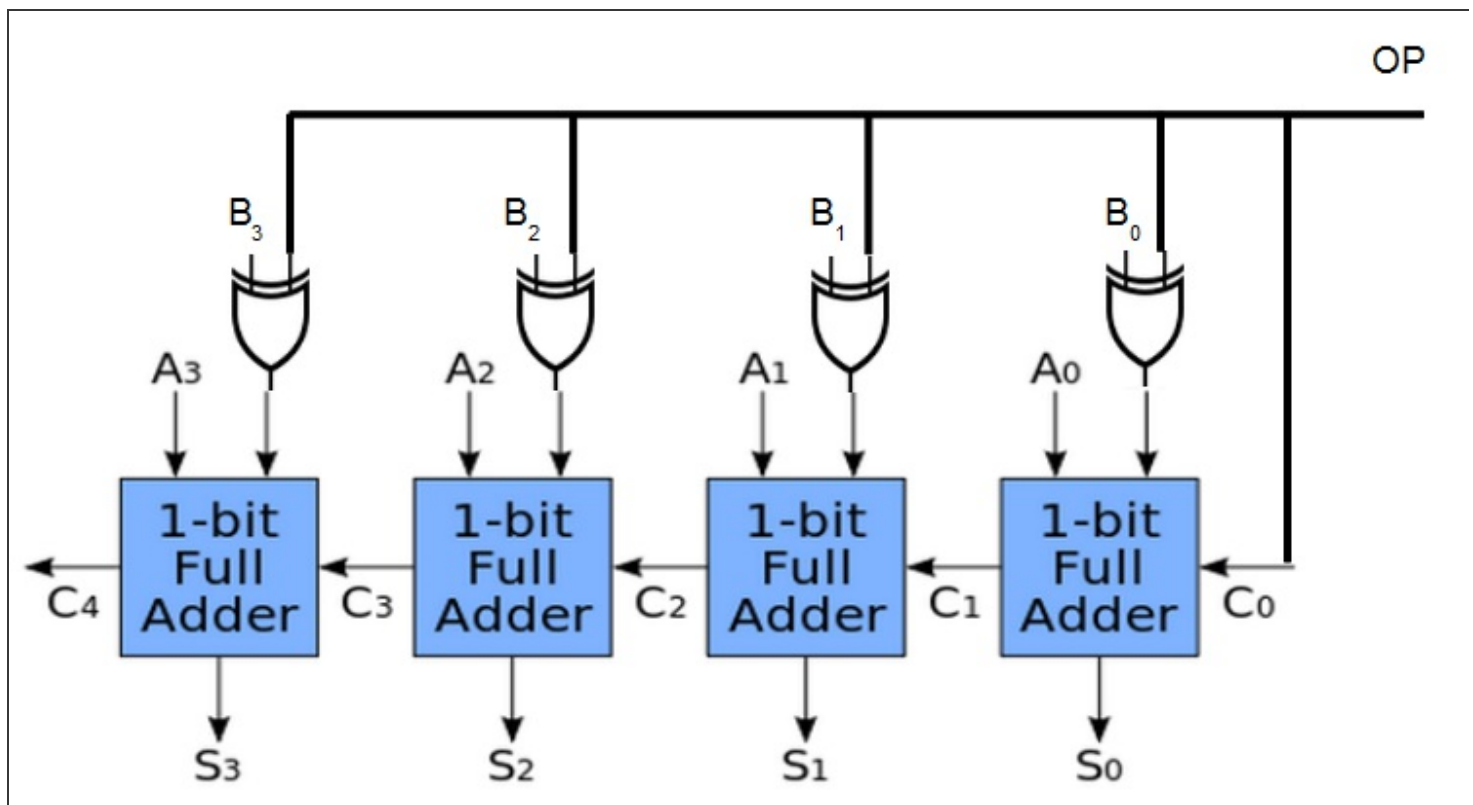 OP
B3 B2 B1 B0
A3 A2 A1 A0
1-bit 1-bit 1-bit 1-bit
Full Full Full Full
C4 Adder C3 Adder C2 Adder C1 Adder C0
S3 S2 S1 S0